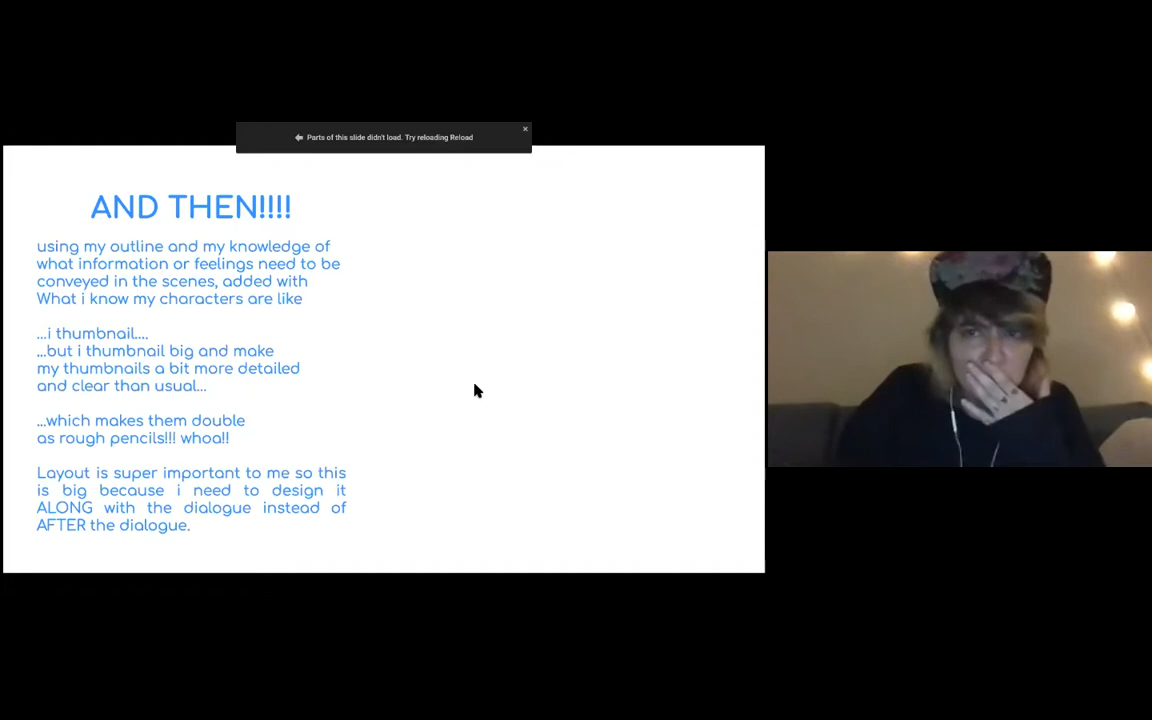 Parts of this slide didn't load. Try reloading Reload
AND THEN!!!!
using my outline and my knowledge of
what information or feelings need to be
conveyed in the scenes, added with
What i know my characters are like
...i thumbnail....
...but i thumbnail big and make
my thumbnails a bit more detailed
and clear than usual...
...which makes them double
as rough pencils!!! whoa!!
Layout is super important to me so this
is big because i need to design it
ALONG with the dialogue instead of
AFTER the dialogue.